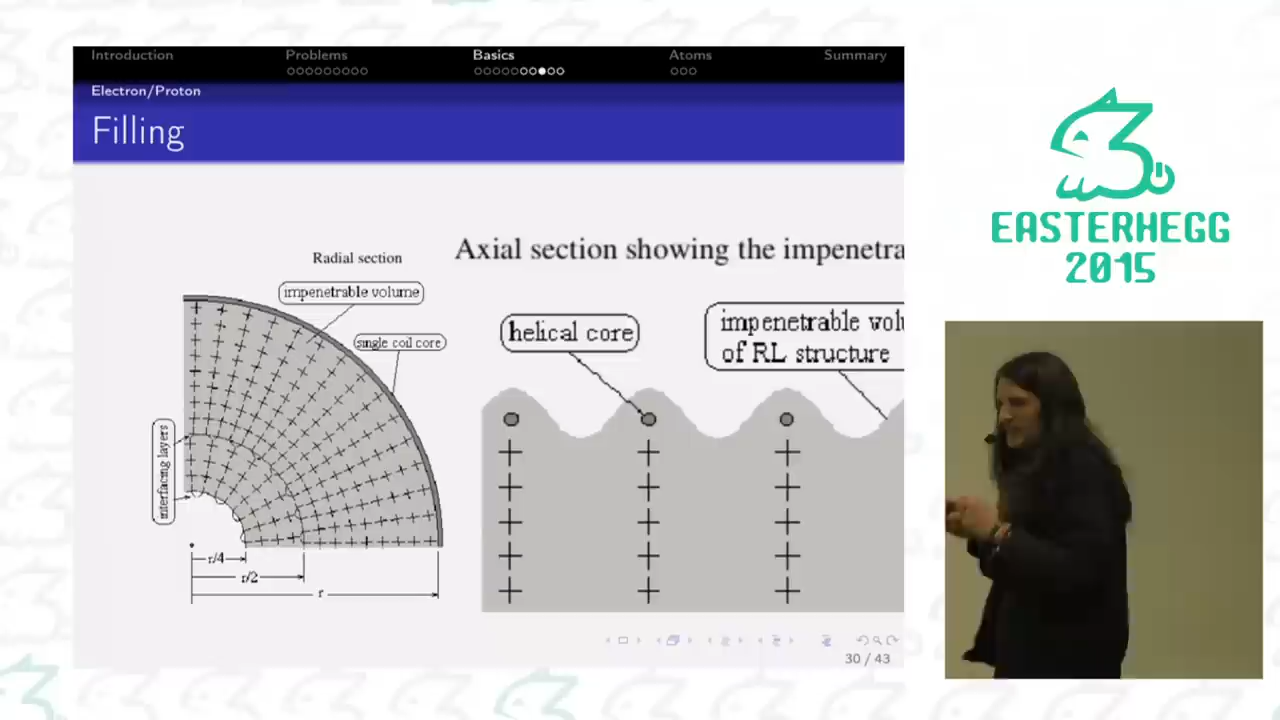 Introduction Problems Basics Atoms Summary
Electron/Proton
Filling
Radial section
impenetrable volume
single coil core
interfacing layers
r/4
r/2
r
Axial section showing the impenetra
helical core
impenetrable volu
of RL structure
30 / 43
EASTERHEGG
2015